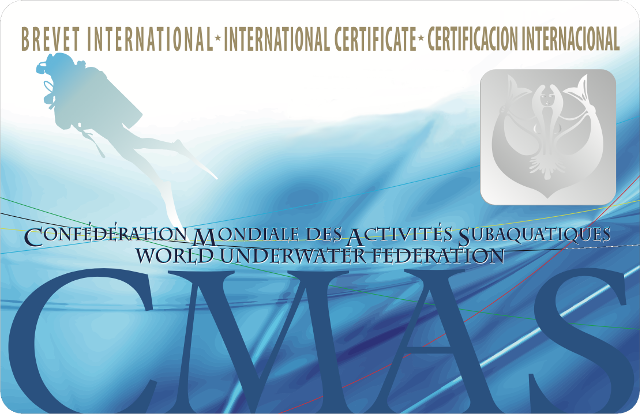 BREVET INTERNATIONAL★INTERNATIONAL CERTIFICATE★CERTIFICACION INTERNACIONAL
CONFÉDÉRATION MONDIALE DES ACTIVITÉS SUBAQUATIQUES
WORLD UNDERWATER FEDERATION
CMAS